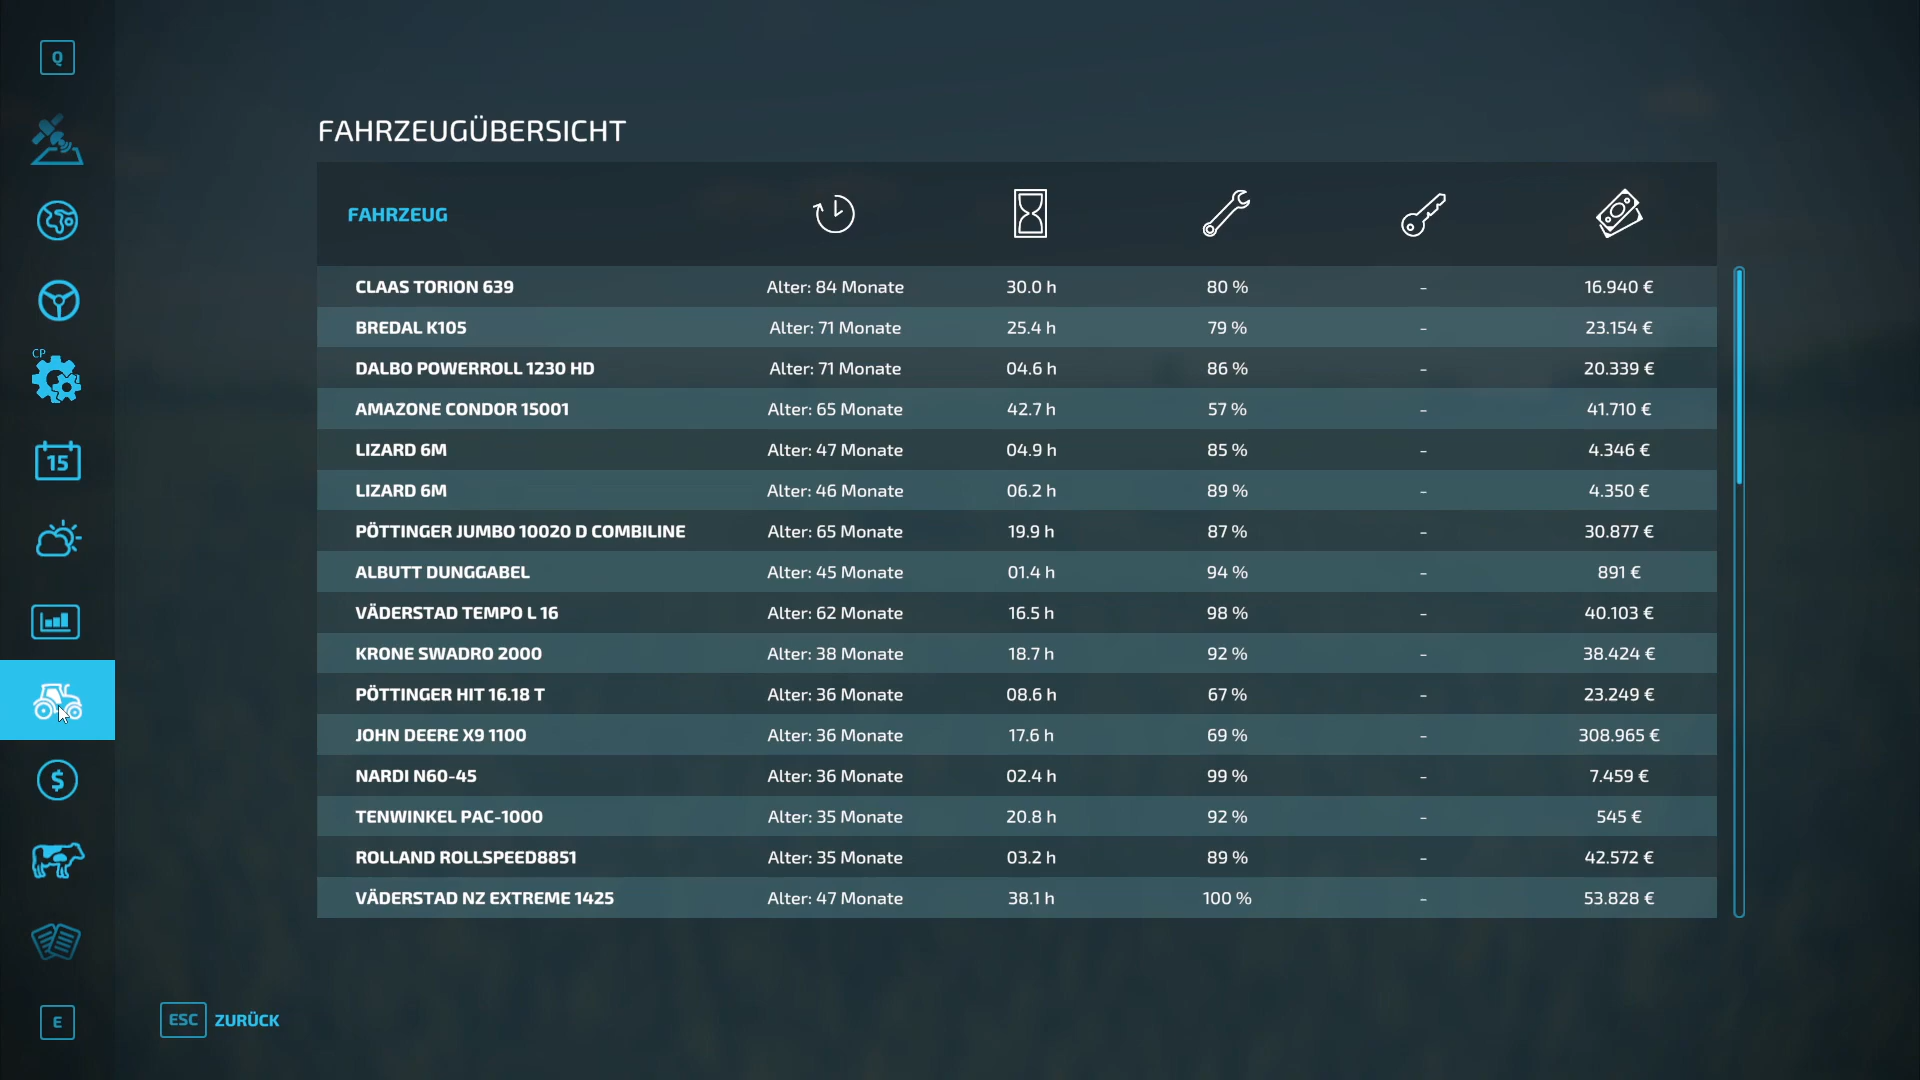 Q
FAHRZEUGÜBERSICHT
FAHRZEUG
CLAAS TORION 639 Alter: 84 Monate 30.0 h 80 % - 16.940 €
BREDAL K105 Alter: 71 Monate 25.4 h 79 % - 23.154 €
DALBO POWERROLL 1230 HD Alter: 71 Monate 04.6 h 86 % - 20.339 €
AMAZONE CONDOR 15001 Alter: 65 Monate 42.7 h 57 % - 41.710 €
LIZARD 6M Alter: 47 Monate 04.9 h 85 % - 4.346 €
LIZARD 6M Alter: 46 Monate 06.2 h 89 % - 4.350 €
PÖTTINGER JUMBO 10020 D COMBILINE Alter: 65 Monate 19.9 h 87 % - 30.877 €
ALBUTT DUNGGABEL Alter: 45 Monate 01.4 h 94 % - 891 €
VÄDERSTAD TEMPO L 16 Alter: 62 Monate 16.5 h 98 % - 40.103 €
KRONE SWADRO 2000 Alter: 38 Monate 18.7 h 92 % - 38.424 €
PÖTTINGER HIT 16.18 T Alter: 36 Monate 08.6 h 67 % - 23.249 €
JOHN DEERE X9 1100 Alter: 36 Monate 17.6 h 69 % - 308.965 €
NARDI N60-45 Alter: 36 Monate 02.4 h 99 % - 7.459 €
TENWINKEL PAC-1000 Alter: 35 Monate 20.8 h 92 % - 545 €
ROLLAND ROLLSPEED8851 Alter: 35 Monate 03.2 h 89 % - 42.572 €
VÄDERSTAD NZ EXTREME 1425 Alter: 47 Monate 38.1 h 100 % - 53.828 €
CP
15
$
E
ESC ZURÜCK